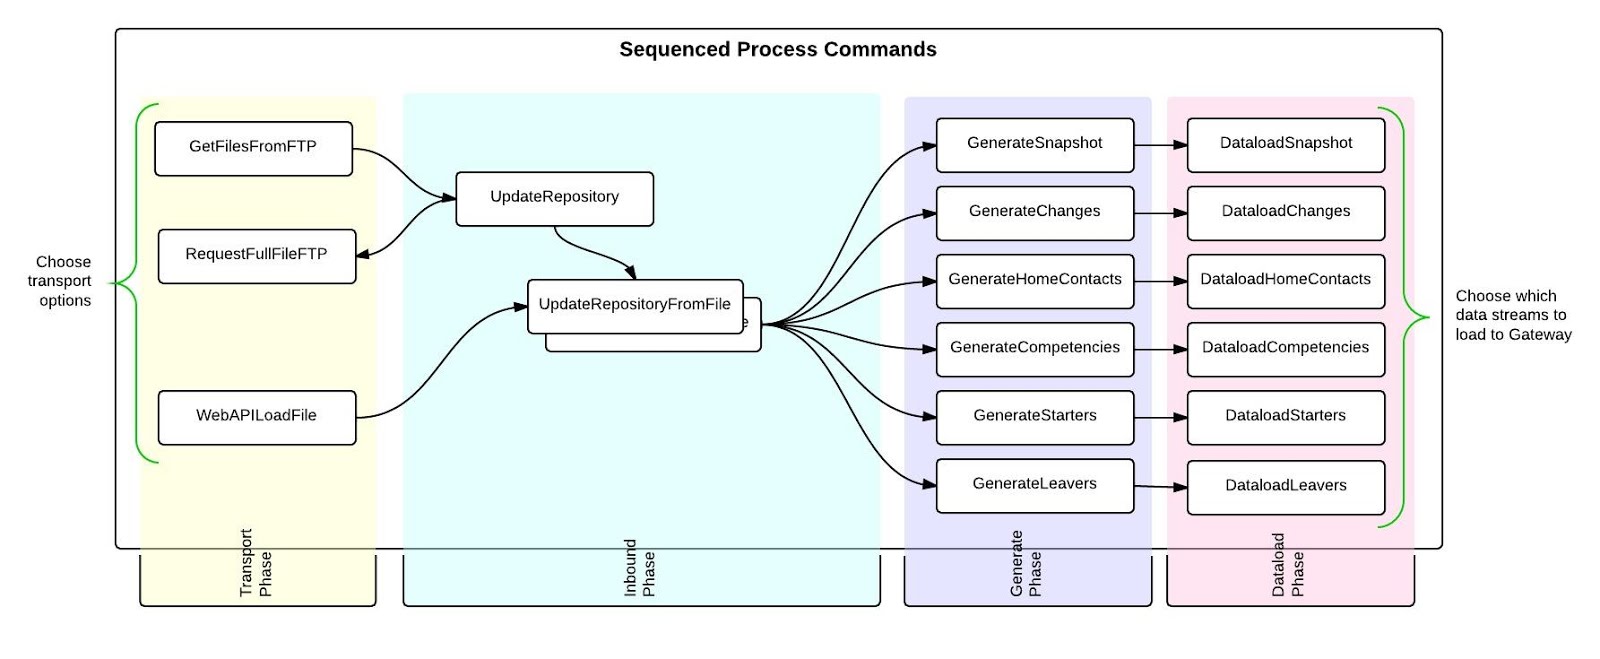 Sequenced Process Commands
GetFilesFromFTP
RequestFullFileFTP
WebAPILoadFile
Choose
transport
options
UpdateRepository
UpdateRepositoryFromFile
e
GenerateSnapshot
GenerateChanges
GenerateHomeContacts
GenerateCompetencies
GenerateStarters
GenerateLeavers
DataloadSnapshot
DataloadChanges
DataloadHomeContacts
DataloadCompetencies
DataloadStarters
DataloadLeavers
Choose which
data streams to
load to Gateway
Transport
Phase
Inbound
Phase
Generate
Phase
Dataload
Phase